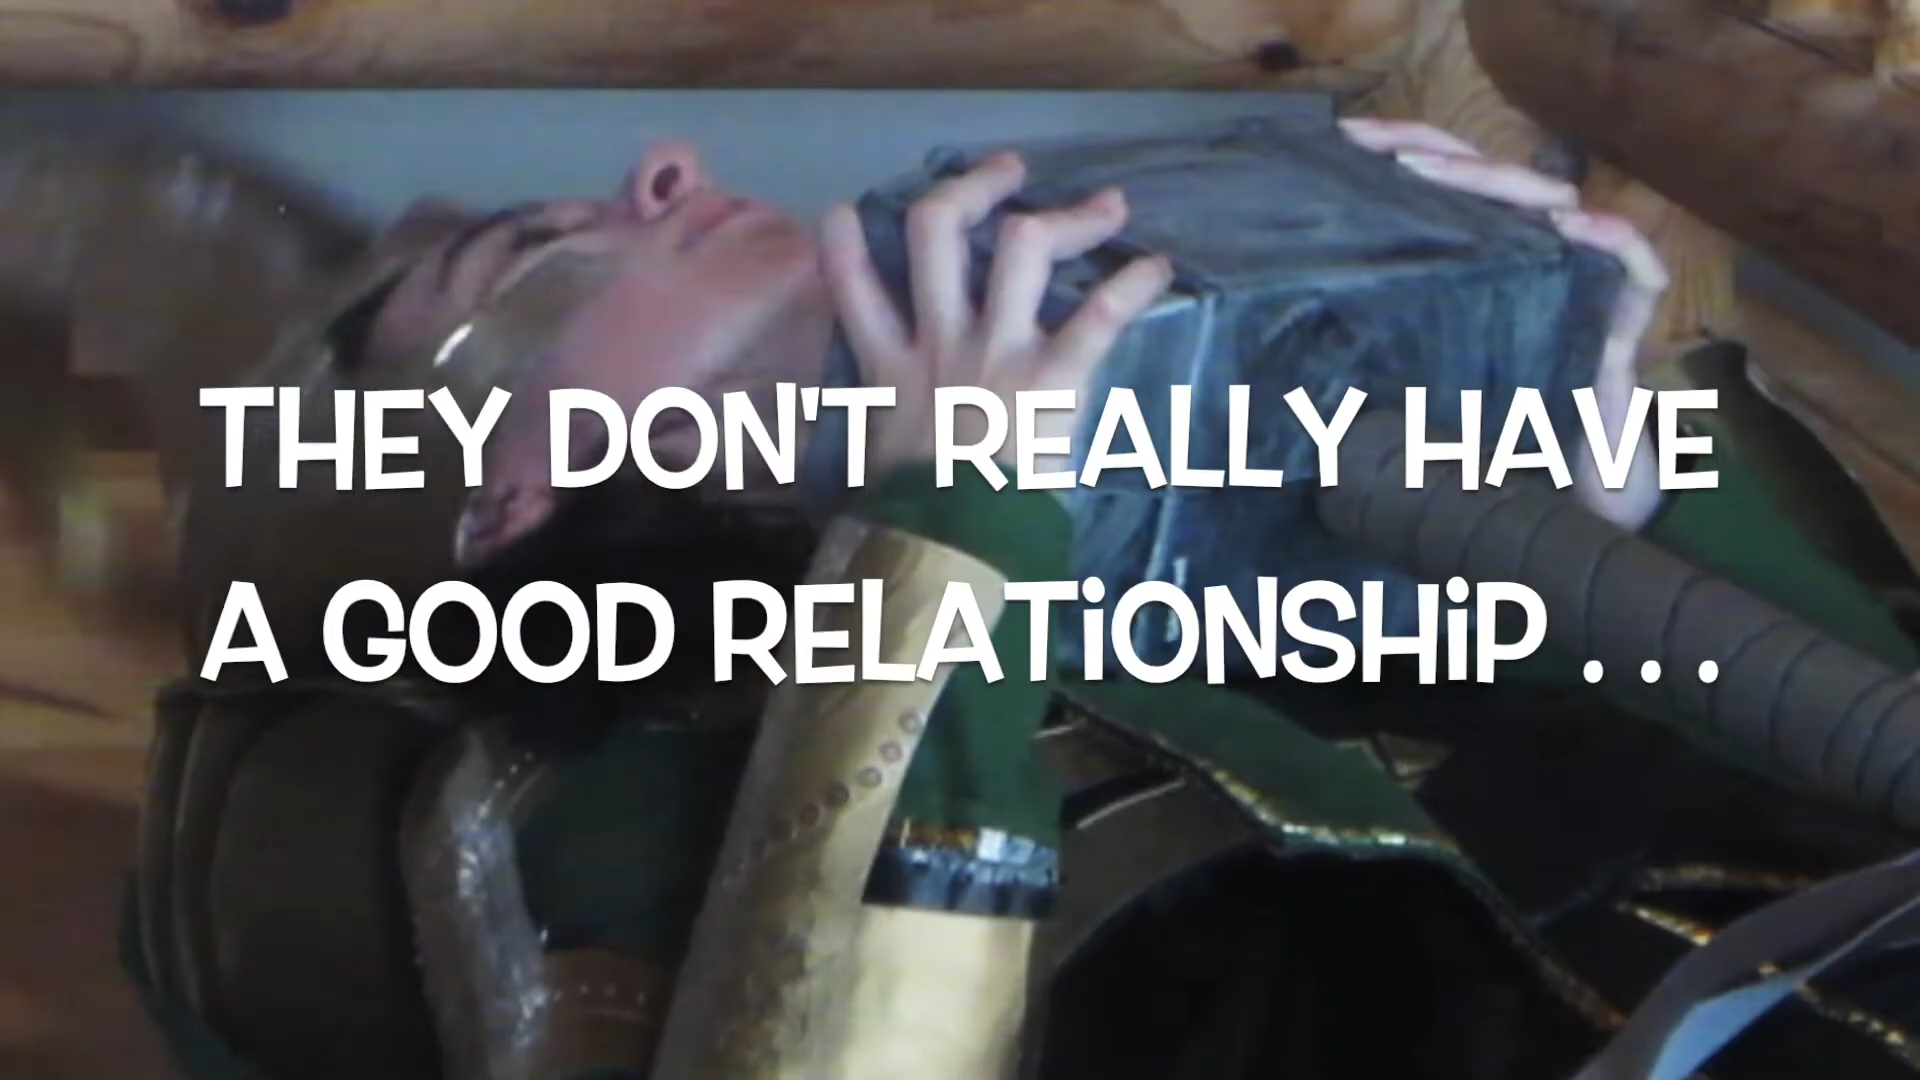 THEY DON'T REALLY HAVE
A GOOD RELATIONSHIP . . .